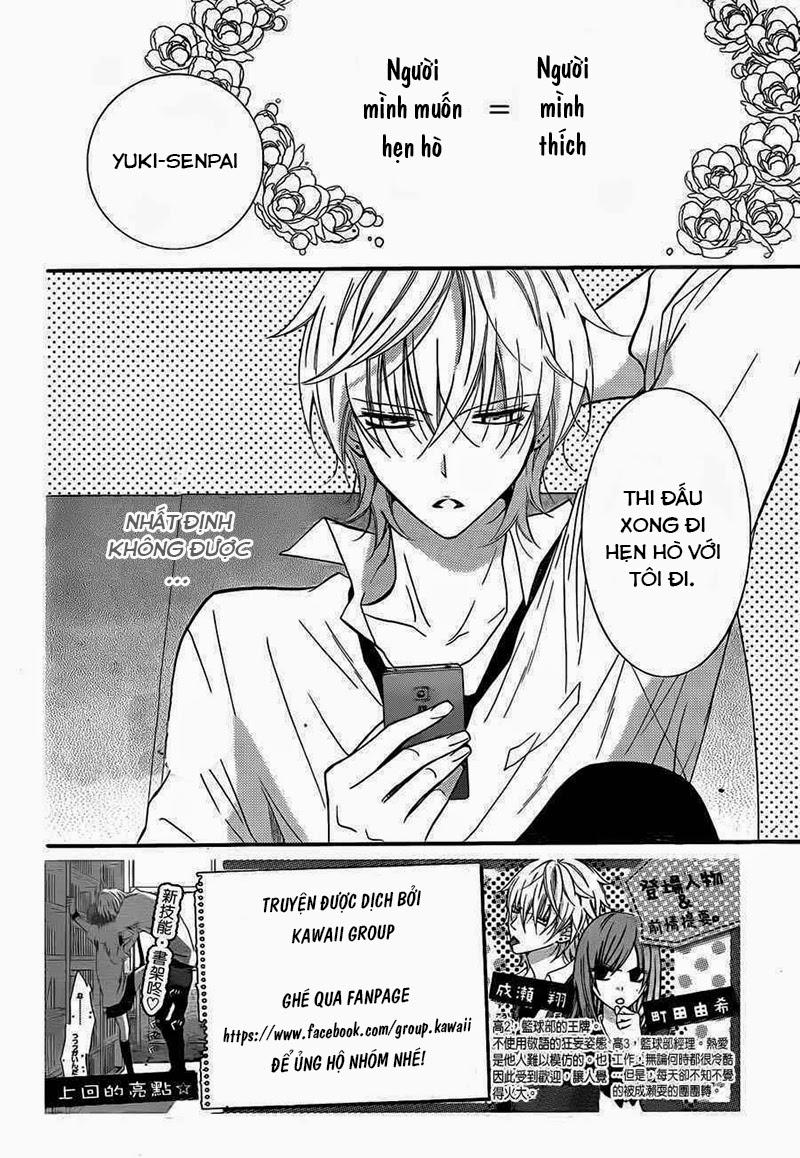 Người
mình muốn
hẹn hò
=
Người
mình
thích
YUKI-SENPAI
THI ĐẤU
XONG ĐI
HẸN HÒ VỚI
TÔI ĐI.
NHẤT ĐỊNH
KHÔNG ĐƯỢC
...
新技能・
書架咚♡
上回的亮點☆
TRUYỆN ĐƯỢC DỊCH BỞI
KAWAII GROUP
GHÉ QUA FANPAGE
https://www.facebook.com/group.kawaii
ĐỂ ỦNG HỘ NHÓM NHÉ!
登場人物
&
前情提要。
成瀨 翔
高2，籃球部的王牌。
不使用敬語的狂妄姿態
是他人難以模仿的，也
因此受到歡迎，讓人覺
得火大。
町田由希
高3，籃球部經理。熱愛
工作，無論何時都很冷酷
…但是，每天卻不知不覺
的被成瀨耍的團團轉。